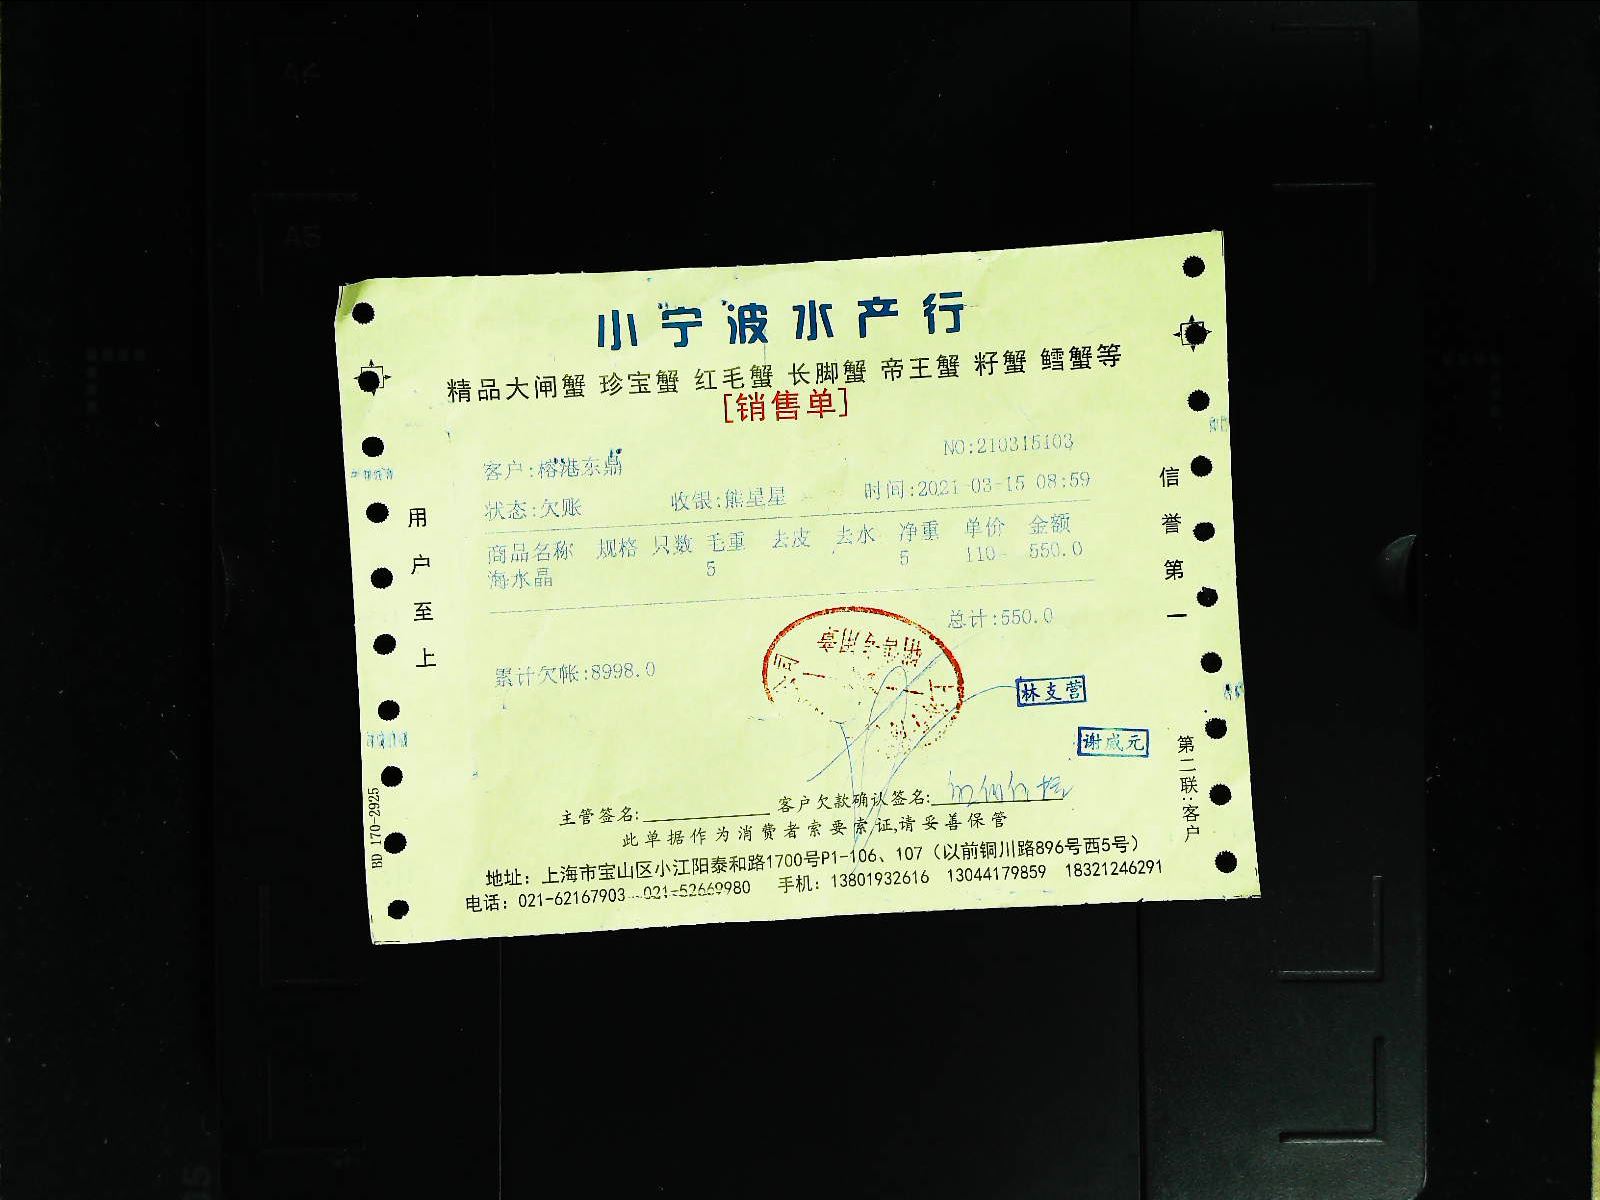 小宁波水产行
精品大闸蟹 珍宝蟹 红毛蟹 长脚蟹 帝王蟹 籽蟹 鳕蟹等
[销售单]
NO:210315103
客户:榕港东鼎
状态:欠账 收银:熊星星 时间:2021-03-15 08:59
商品名称 规格 只数 毛重 去皮 去水 净重 单价 金额
海水晶 5 5 110 550.0
总计:550.0
累计欠帐:8998.0
销售专用章
林支营
谢威元
主管签名: 客户欠款确认签名:
此单据作为消费者索要索证,请妥善保管
地址：上海市宝山区小江阳泰和路1700号P1-106、107（以前铜川路896号西5号）
电话：021-62167903 021-52669980 手机：13801932616 13044179859 18321246291
用户至上
信誉第一
第二联:客户
BD 170-2925
A5